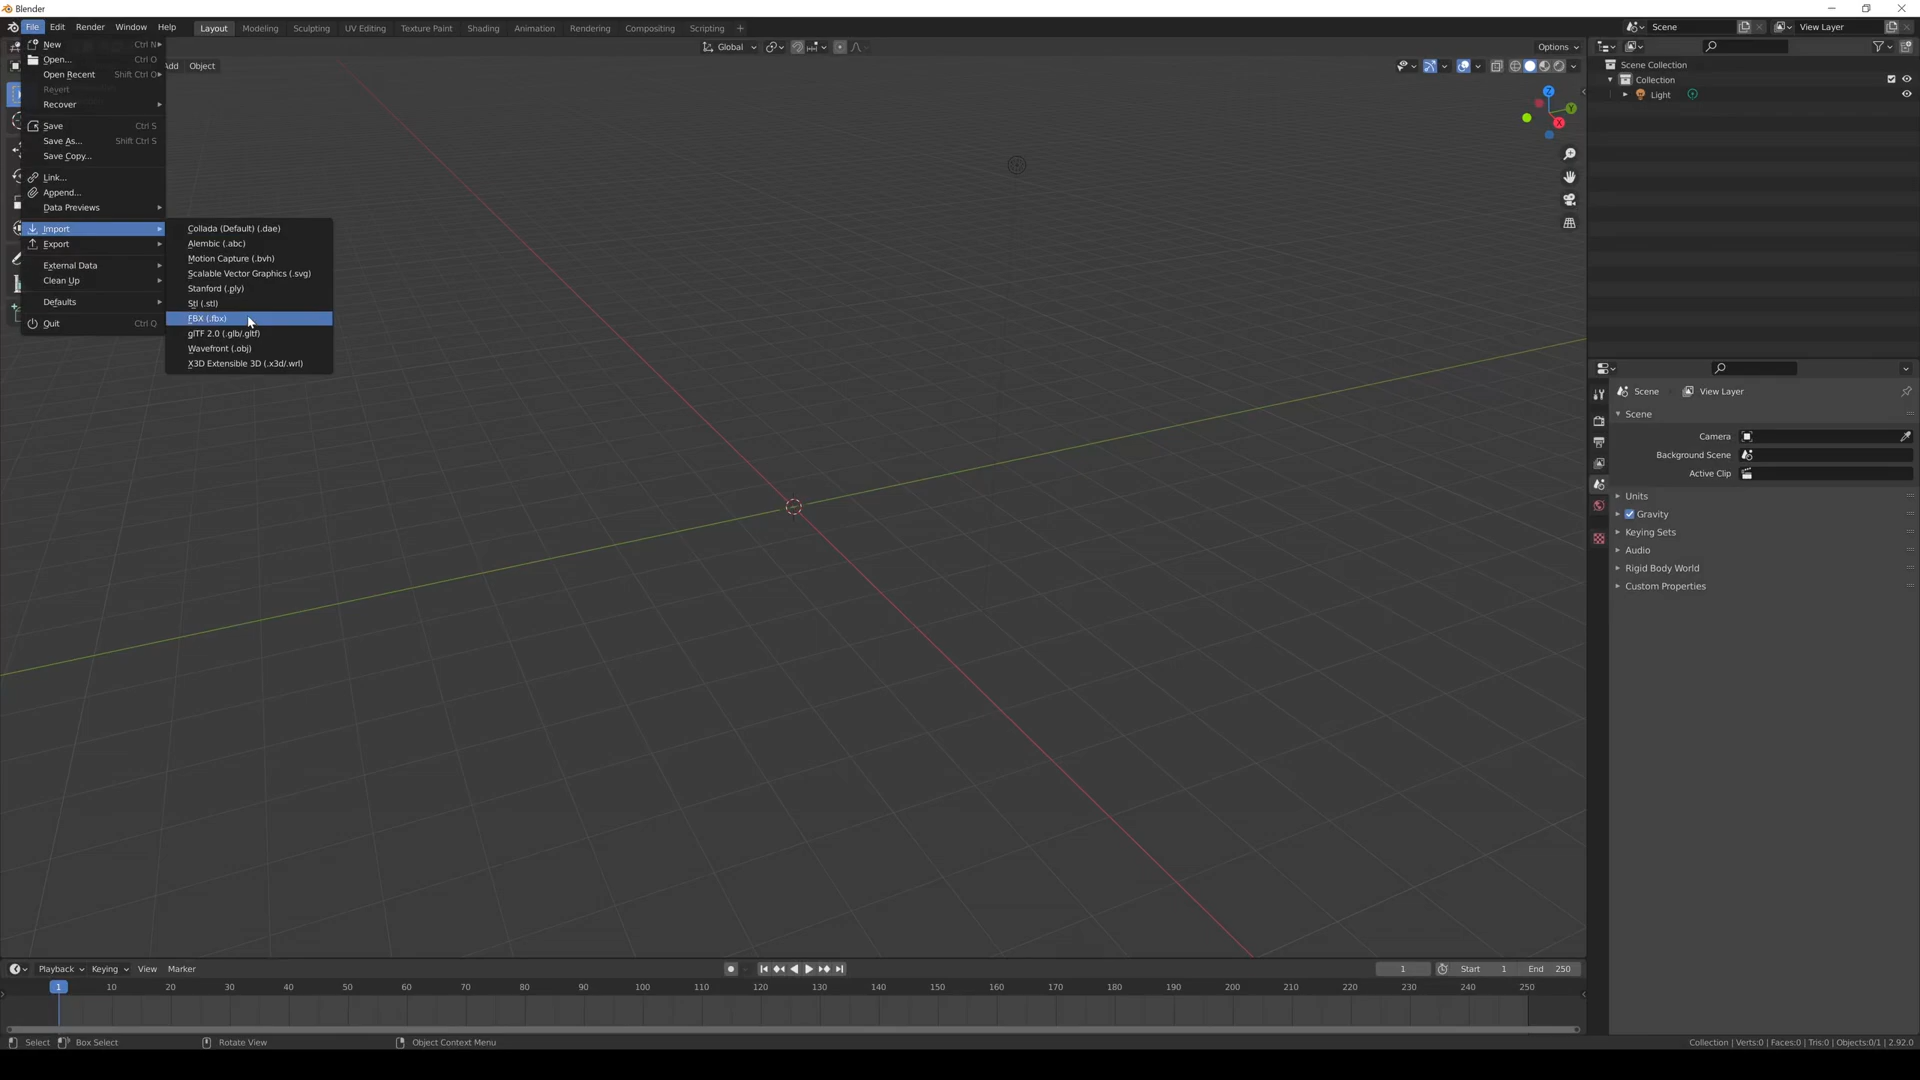 Blender
File Edit Render Window Help Layout Modeling Sculpting UV Editing Texture Paint Shading Animation Rendering Compositing Scripting + Scene View Layer
Global Options
Add Object
New Ctrl N
Open... Ctrl O
Open Recent Shift Ctrl O
Revert
Recover
Save Ctrl S
Save As... Shift Ctrl S
Save Copy...
Link...
Append...
Data Previews
Import
Export
External Data
Clean Up
Defaults
Quit Ctrl Q
Collada (Default) (.dae)
Alembic (.abc)
Motion Capture (.bvh)
Scalable Vector Graphics (.svg)
Stanford (.ply)
Stl (.stl)
FBX (.fbx)
glTF 2.0 (.glb/.gltf)
Wavefront (.obj)
X3D Extensible 3D (.x3d/.wrl)
Z
Y
X
Scene Collection
Collection
Light
Scene View Layer
Scene
Camera
Background Scene
Active Clip
Units
Gravity
Keying Sets
Audio
Rigid Body World
Custom Properties
Playback Keying View Marker 1 Start 1 End 250
1 10 20 30 40 50 60 70 80 90 100 110 120 130 140 150 160 170 180 190 200 210 220 230 240 250
Select Box Select Rotate View Object Context Menu Collection | Verts:0 | Faces:0 | Tris:0 | Objects:0/1 | 2.92.0